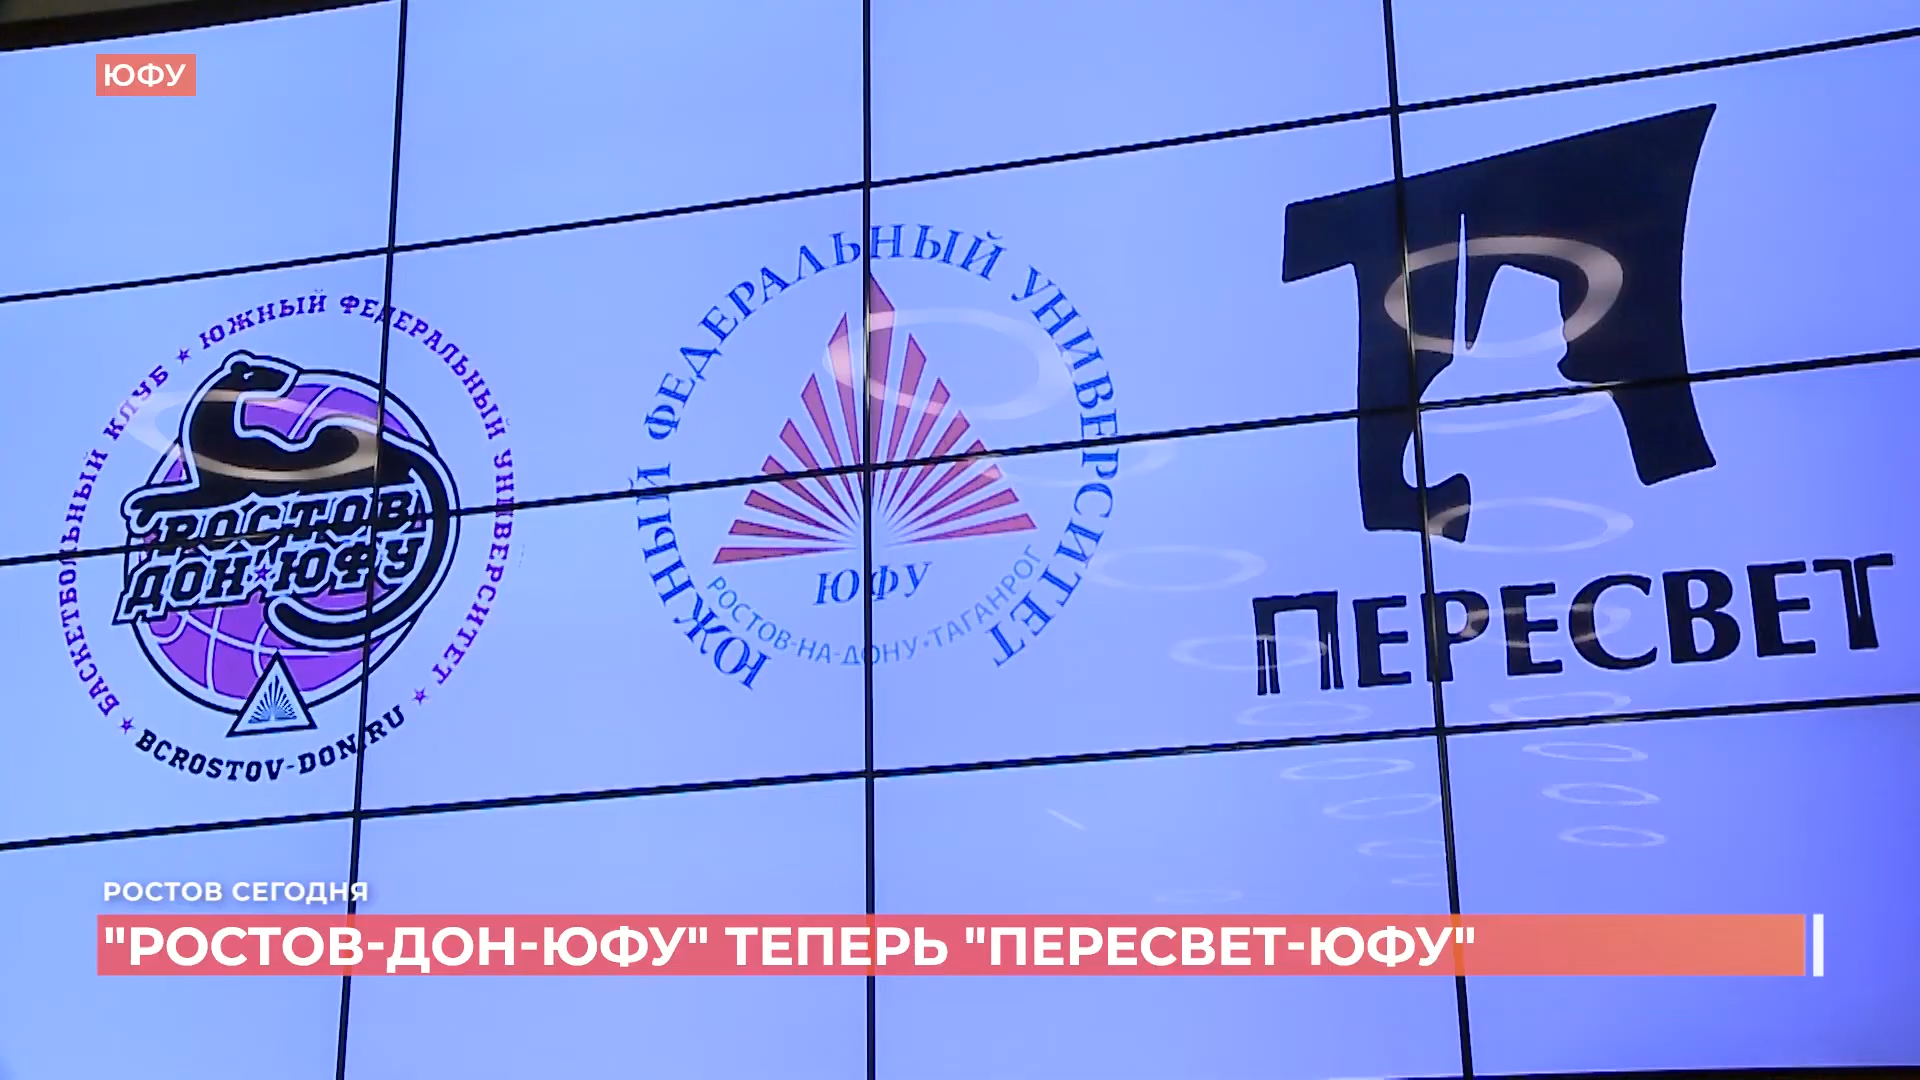 ЮФУ
БАСКЕТБОЛЬНЫЙ КЛУБ ★ ЮЖНЫЙ ФЕДЕРАЛЬНЫЙ УНИВЕРСИТЕТ ★
РОСТОВ
ДОН★ЮФУ
BCROSTOV-DON.RU
ЮЖНЫЙ ФЕДЕРАЛЬНЫЙ УНИВЕРСИТЕТ
ЮФУ
РОСТОВ-НА-ДОНУ•ТАГАНРОГ
ПЕРЕСВЕТ
РОСТОВ СЕГОДНЯ
"РОСТОВ-ДОН-ЮФУ" ТЕПЕРЬ "ПЕРЕСВЕТ-ЮФУ"